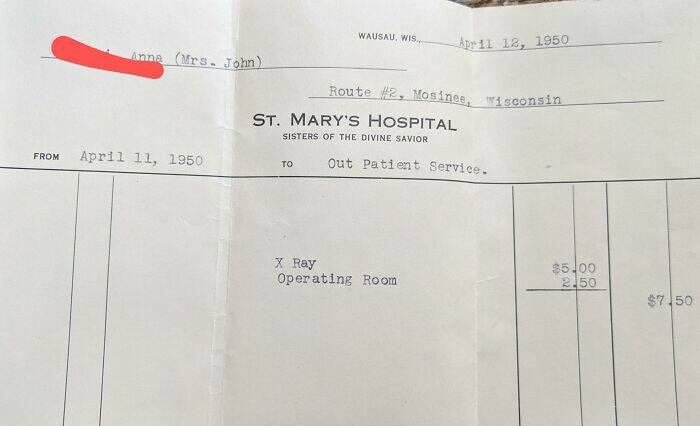 WAUSAU, WIS., April 12, 1950
Anna (Mrs. John)
Route #2, Mosinee, Wisconsin
ST. MARY'S HOSPITAL
SISTERS OF THE DIVINE SAVIOR
FROM April 11, 1950 TO Out Patient Service.
X Ray $5.00
Operating Room 2.50
$7.50